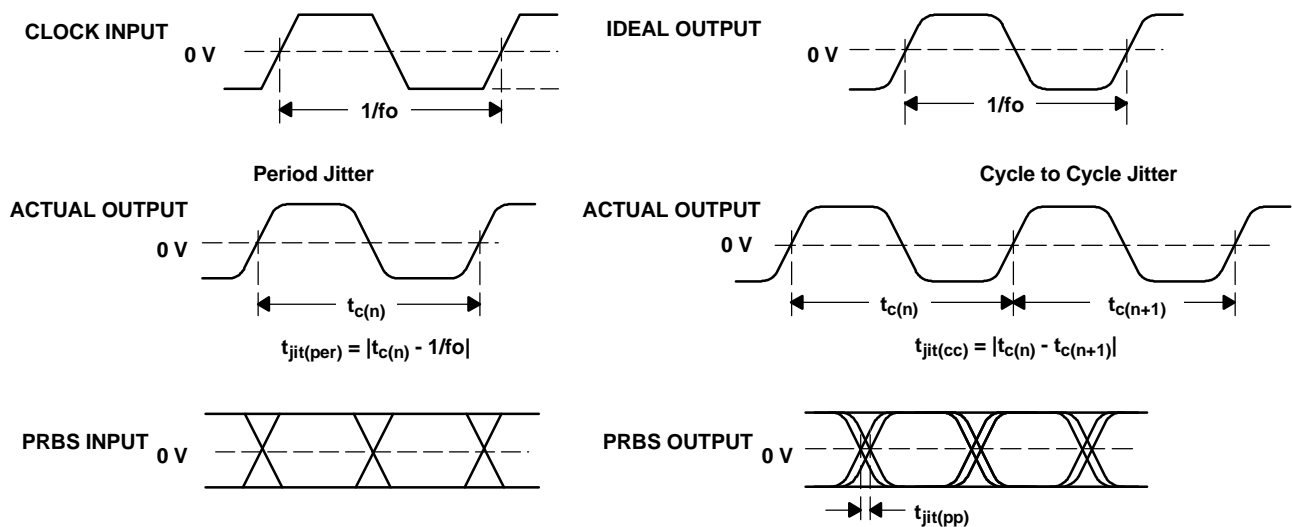 CLOCK INPUT
0 V
1/fo
IDEAL OUTPUT
0 V
1/fo
Period Jitter
ACTUAL OUTPUT
0 V
tc(n)
tjit(per) = |tc(n) - 1/fo|
Cycle to Cycle Jitter
ACTUAL OUTPUT
0 V
tc(n) tc(n+1)
tjit(cc) = |tc(n) - tc(n+1)|
PRBS INPUT
0 V
PRBS OUTPUT
0 V
tjit(pp)